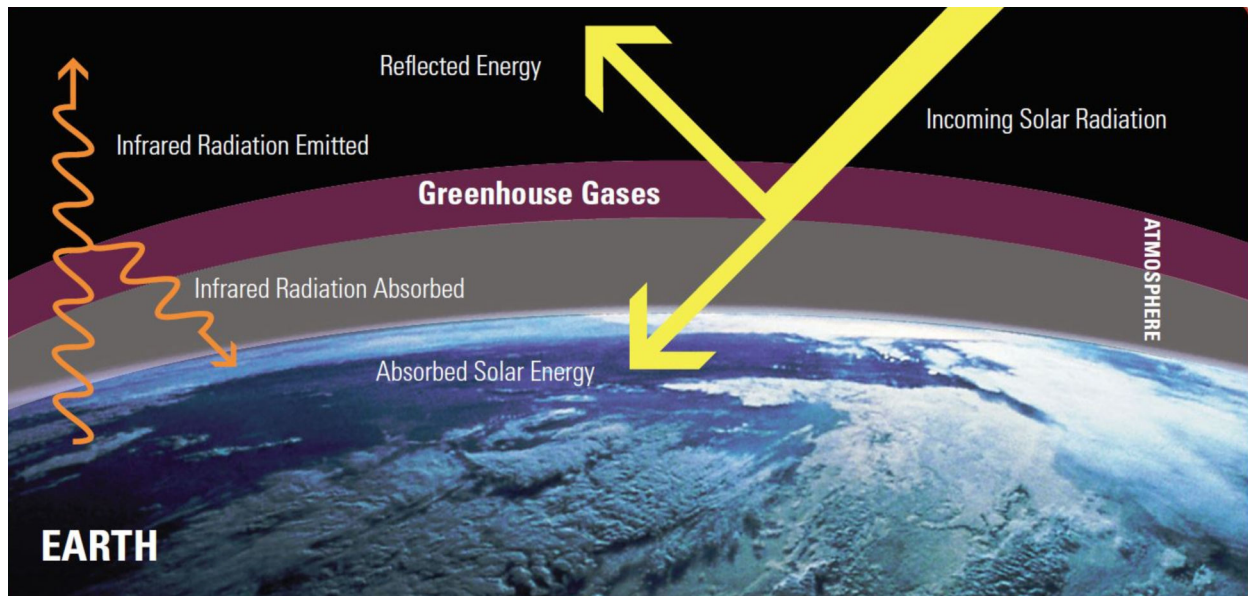 Reflected Energy
Incoming Solar Radiation
Infrared Radiation Emitted
Greenhouse Gases
ATMOSPHERE
Infrared Radiation Absorbed
Absorbed Solar Energy
EARTH